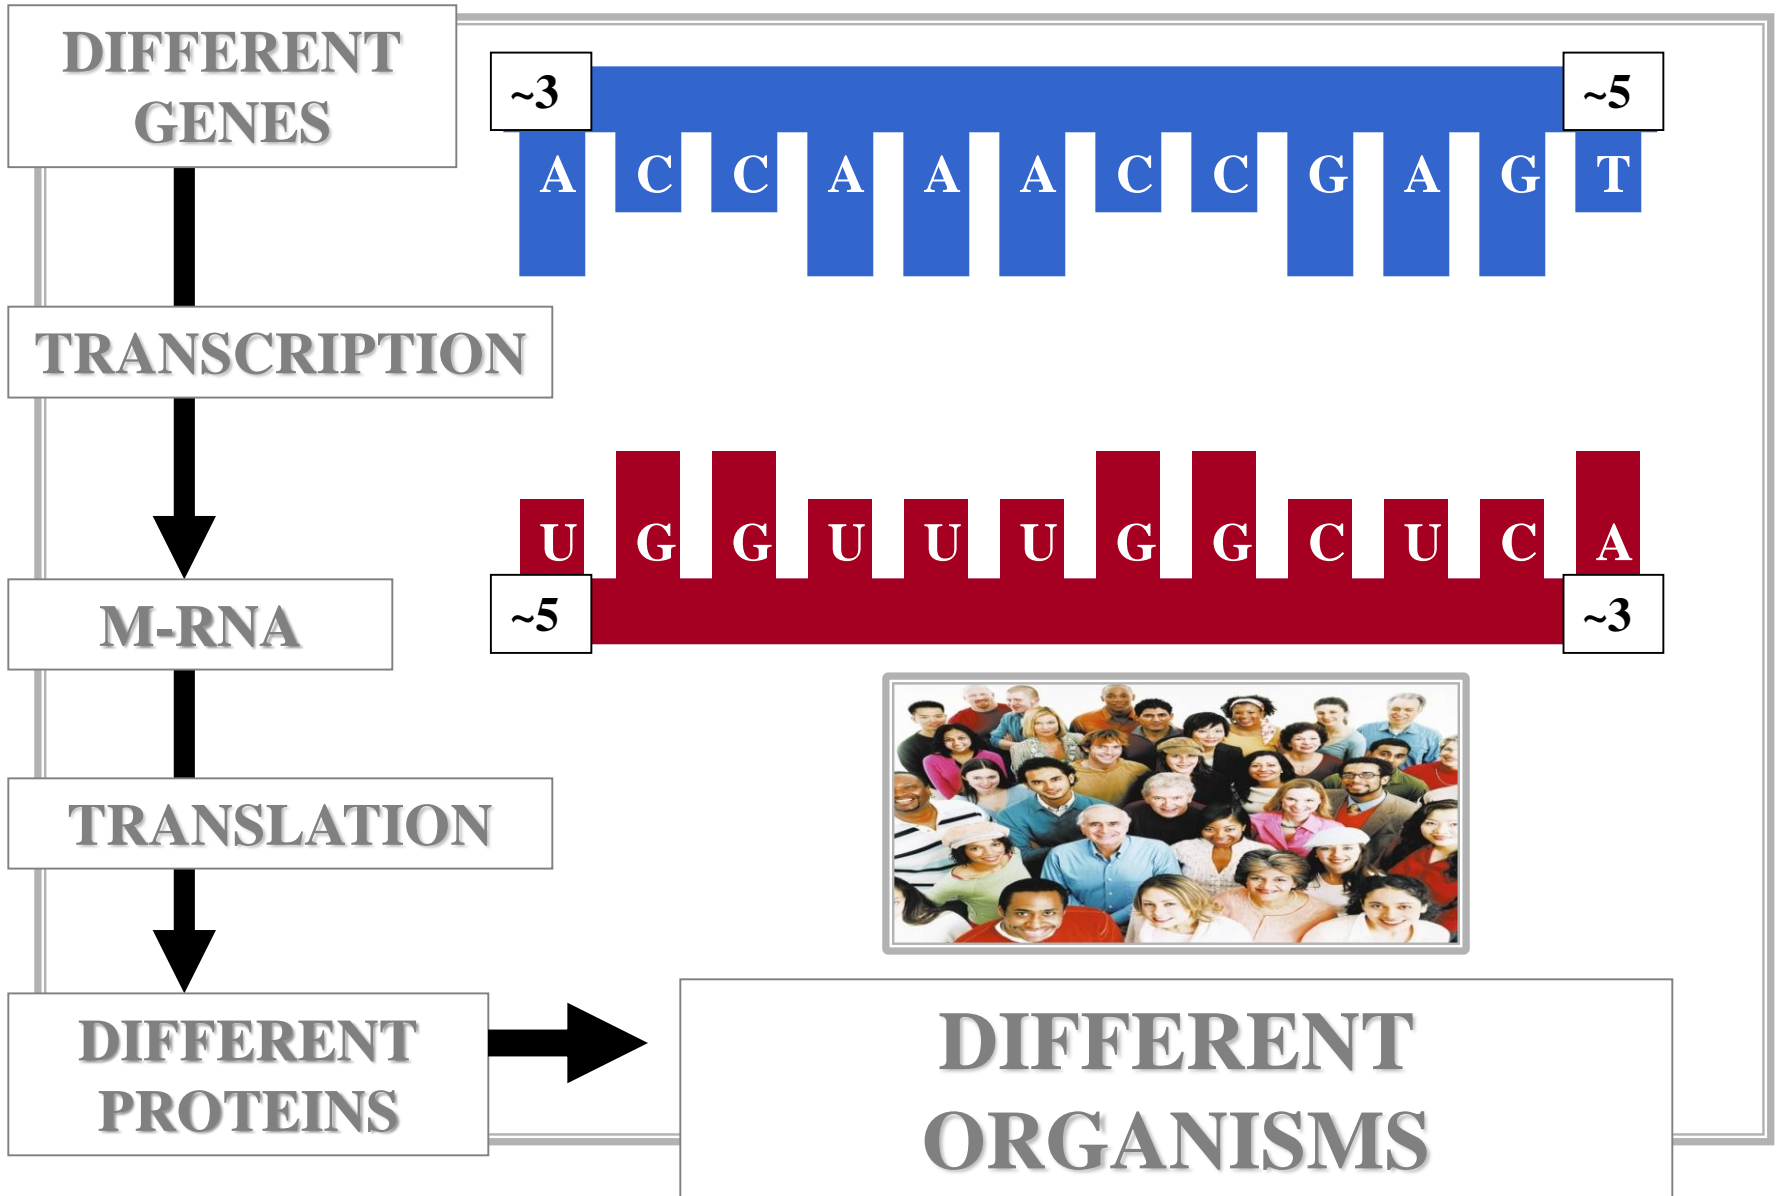 DIFFERENT
GENES
~3 ~5
A C C A A A C C G A G T
TRANSCRIPTION
U G G U U U G G C U C A
~5 ~3
M-RNA
TRANSLATION
DIFFERENT
PROTEINS
DIFFERENT
ORGANISMS